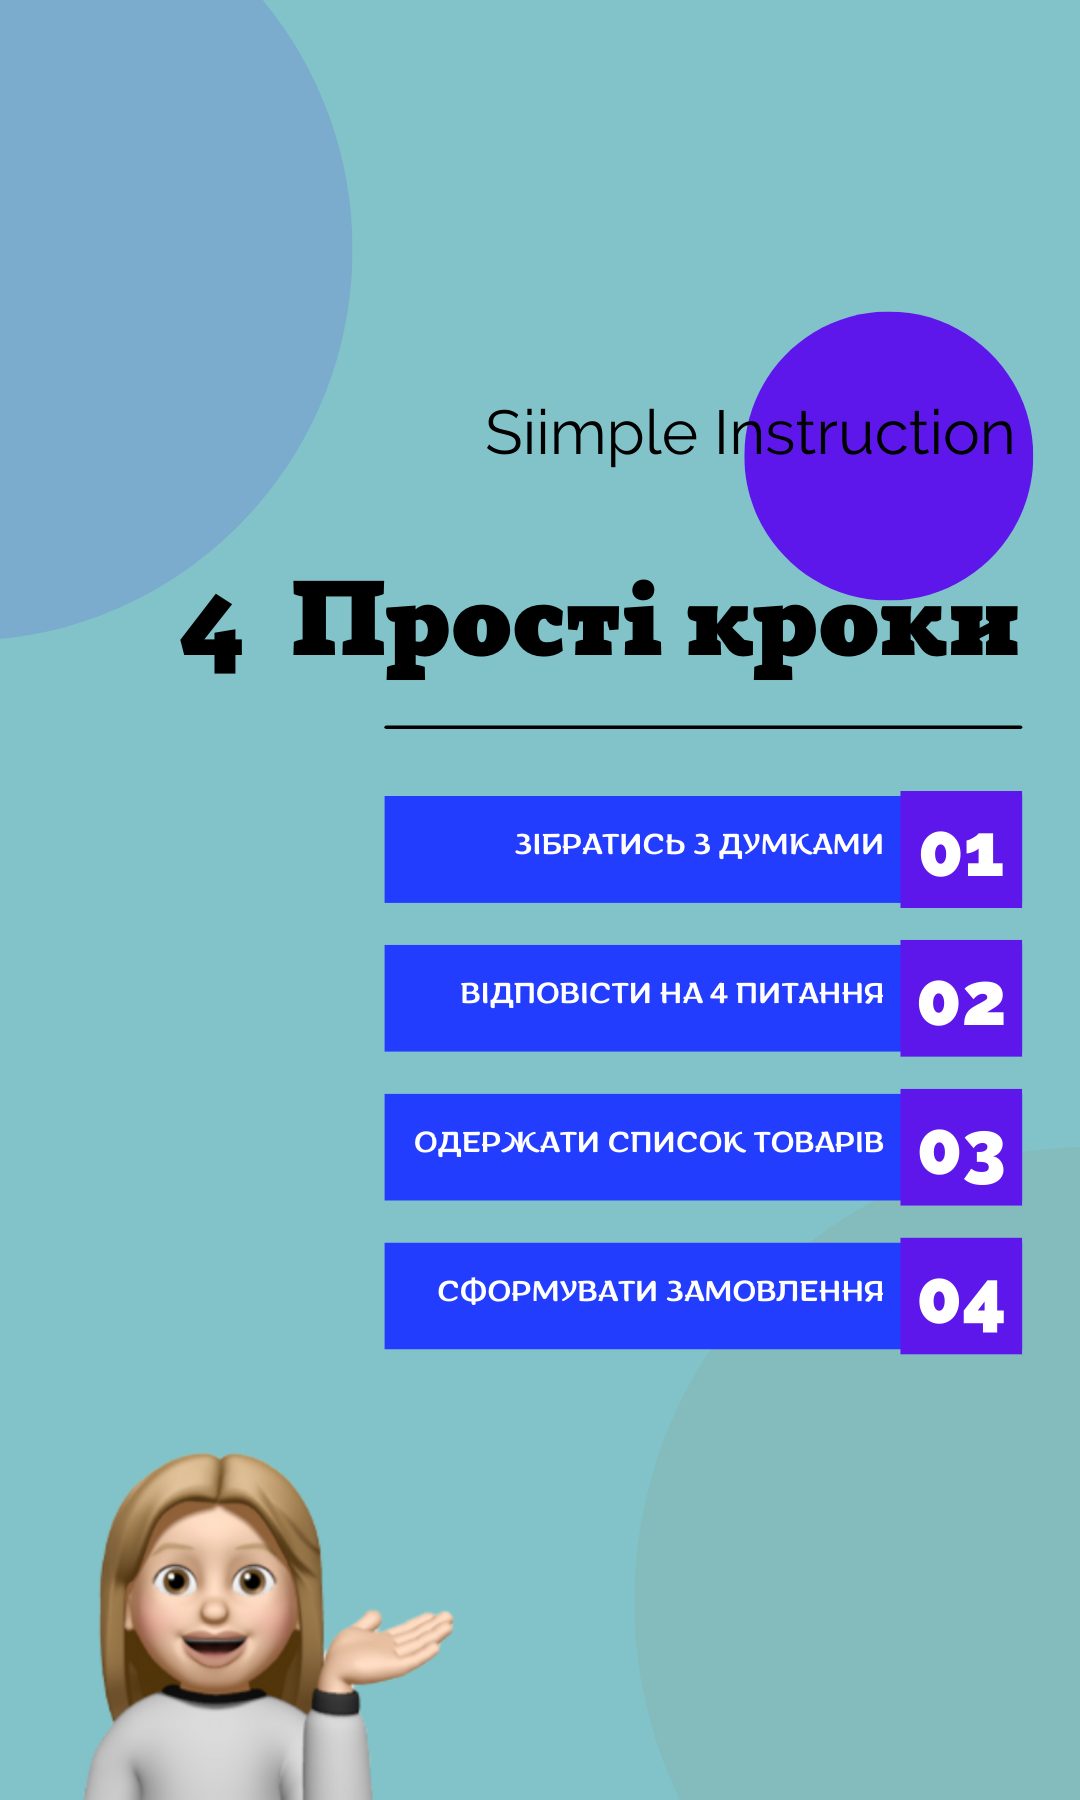 Siimple Instruction
4 Прості кроки
ЗІБРАТИСЬ З ДУМКАМИ 01
ВІДПОВІСТИ НА 4 ПИТАННЯ 02
ОДЕРЖАТИ СПИСОК ТОВАРІВ 03
СФОРМУВАТИ ЗАМОВЛЕННЯ 04